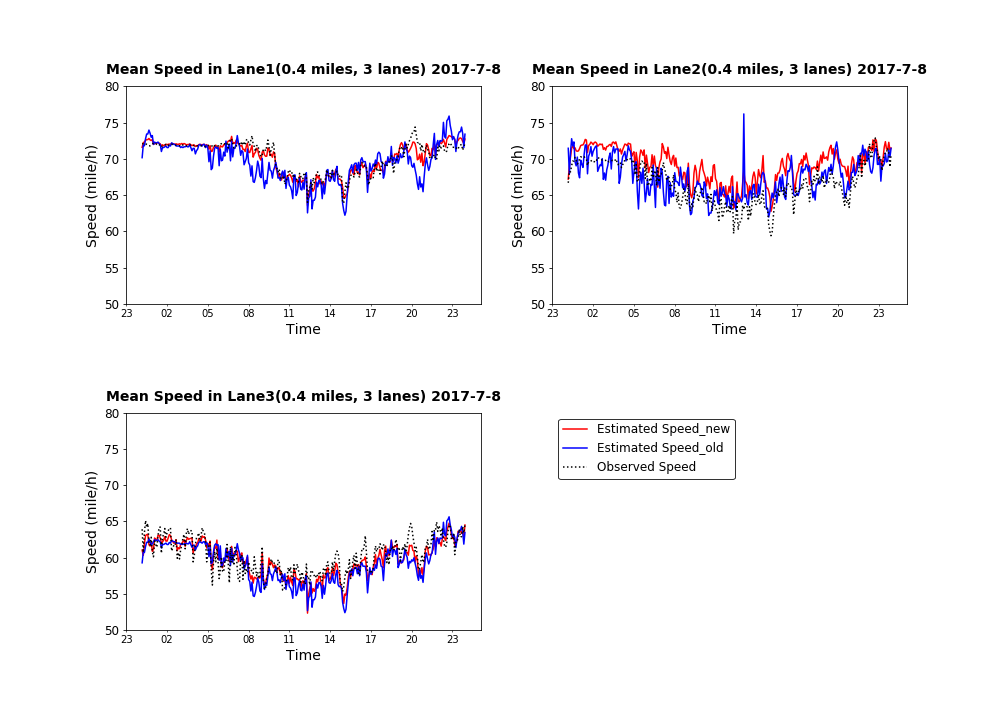 Mean Speed in Lane1(0.4 miles, 3 lanes) 2017-7-8
80
75
70
65
60
55
50
Speed (mile/h)
23 02 05 08 11 14 17 20 23
Time
Mean Speed in Lane2(0.4 miles, 3 lanes) 2017-7-8
80
75
70
65
60
55
50
Speed (mile/h)
23 02 05 08 11 14 17 20 23
Time
Mean Speed in Lane3(0.4 miles, 3 lanes) 2017-7-8
80
75
70
65
60
55
50
Speed (mile/h)
23 02 05 08 11 14 17 20 23
Time
Estimated Speed_new
Estimated Speed_old
Observed Speed